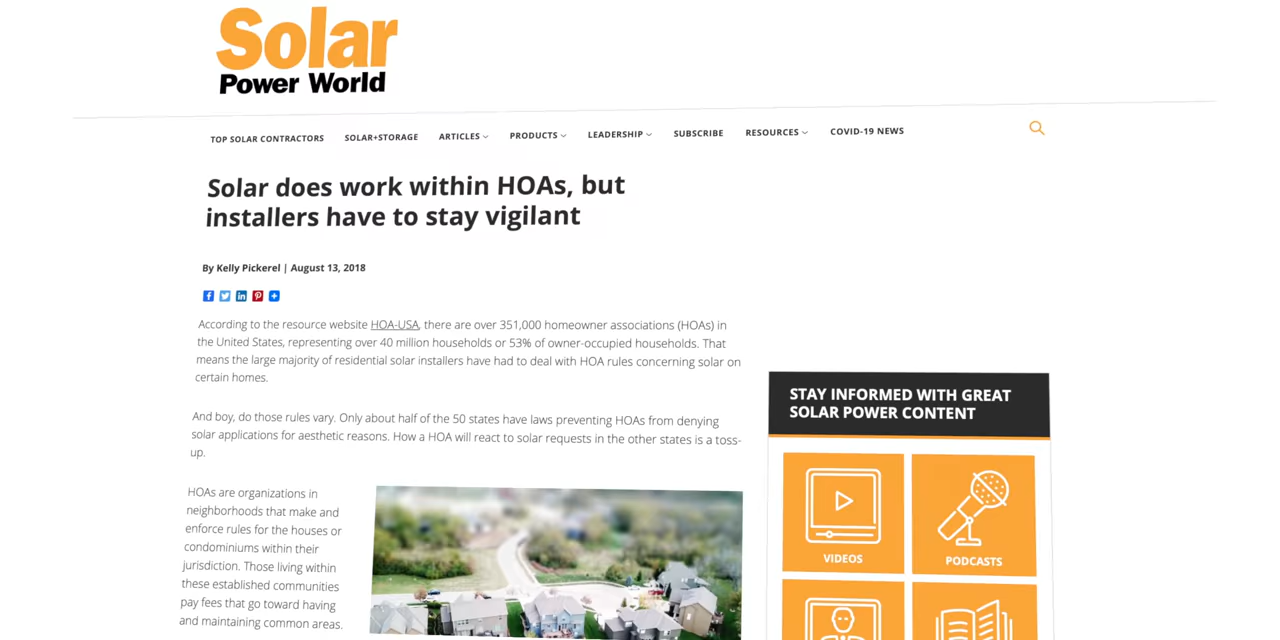 Solar
Power World
TOP SOLAR CONTRACTORS SOLAR+STORAGE ARTICLES PRODUCTS LEADERSHIP SUBSCRIBE RESOURCES COVID-19 NEWS
Solar does work within HOAs, but
installers have to stay vigilant
By Kelly Pickerel | August 13, 2018
According to the resource website HOA-USA, there are over 351,000 homeowner associations (HOAs) in
the United States, representing over 40 million households or 53% of owner-occupied households. That
means the large majority of residential solar installers have had to deal with HOA rules concerning solar on
certain homes.
And boy, do those rules vary. Only about half of the 50 states have laws preventing HOAs from denying
solar applications for aesthetic reasons. How a HOA will react to solar requests in the other states is a toss-
up.
HOAs are organizations in
neighborhoods that make and
enforce rules for the houses or
condominiums within their
jurisdiction. Those living within
these established communities
pay fees that go toward having
and maintaining common areas.
STAY INFORMED WITH GREAT
SOLAR POWER CONTENT
VIDEOS PODCASTS